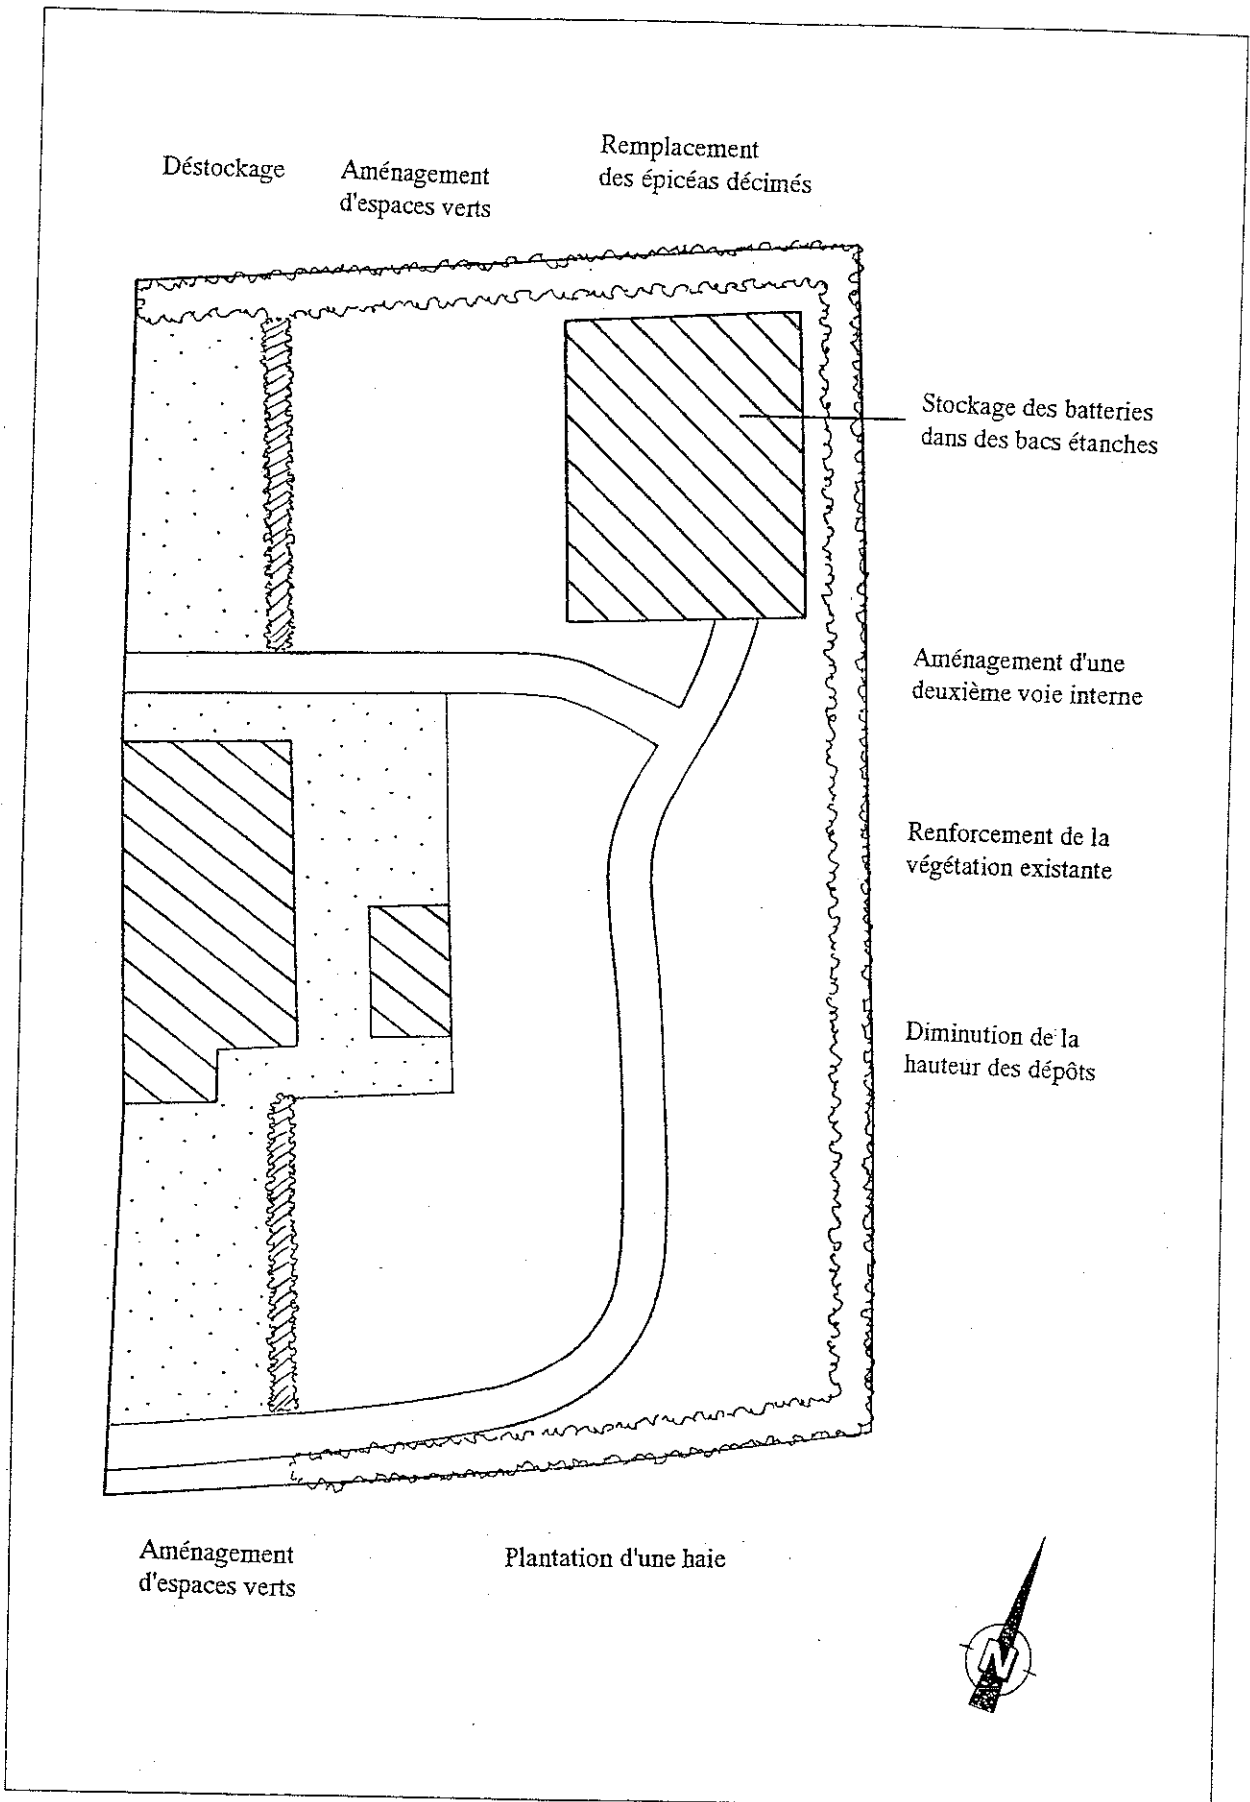 Déstockage
Aménagement
d'espaces verts
Remplacement
des épicéas décimés
Stockage des batteries
dans des bacs étanches
Aménagement d'une
deuxième voie interne
Renforcement de la
végétation existante
Diminution de la
hauteur des dépôts
Aménagement
d'espaces verts
Plantation d'une haie
N